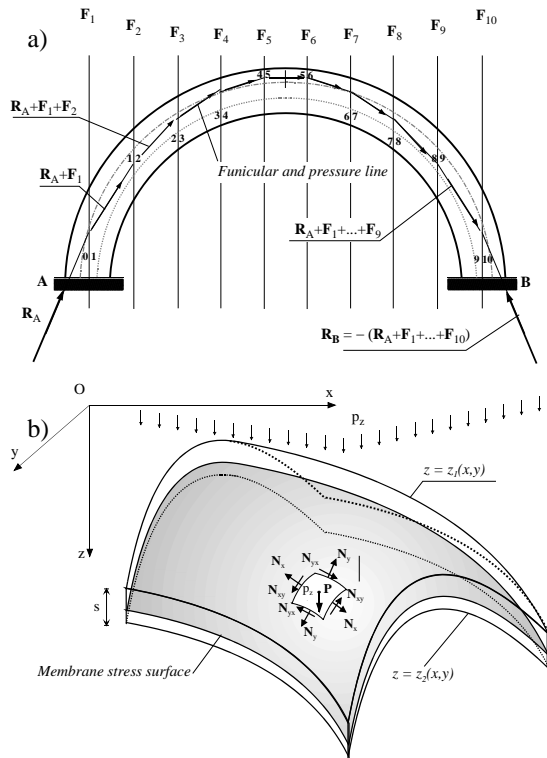 F1 F2 F3 F4 F5 F6 F7 F8 F9 F10
a)
4 5 5 6
RA+F1+F2
3 4 6 7
2 3 7 8
1 2 8 9
Funicular and pressure line
RA+F1
RA+F1+...+F9
0 1 9 10
A B
RA
RB = − (RA+F1+...+F10)
O x
pz
b)
y
z = z1(x,y)
z
Nyx Ny
Nx
pz P
Nxy Nxy
Nyx
Nx
Ny
s
Membrane stress surface
z = z2(x,y)